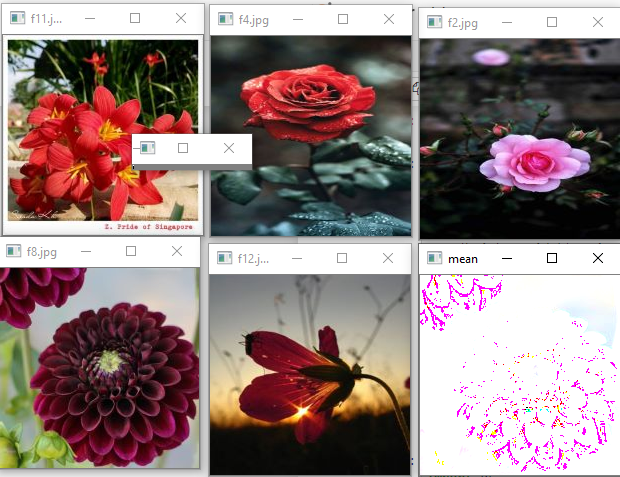 f11.j...
f4.jpg
f2.jpg
Z. Pride of Singapore
f8.jpg
f12.j...
mean